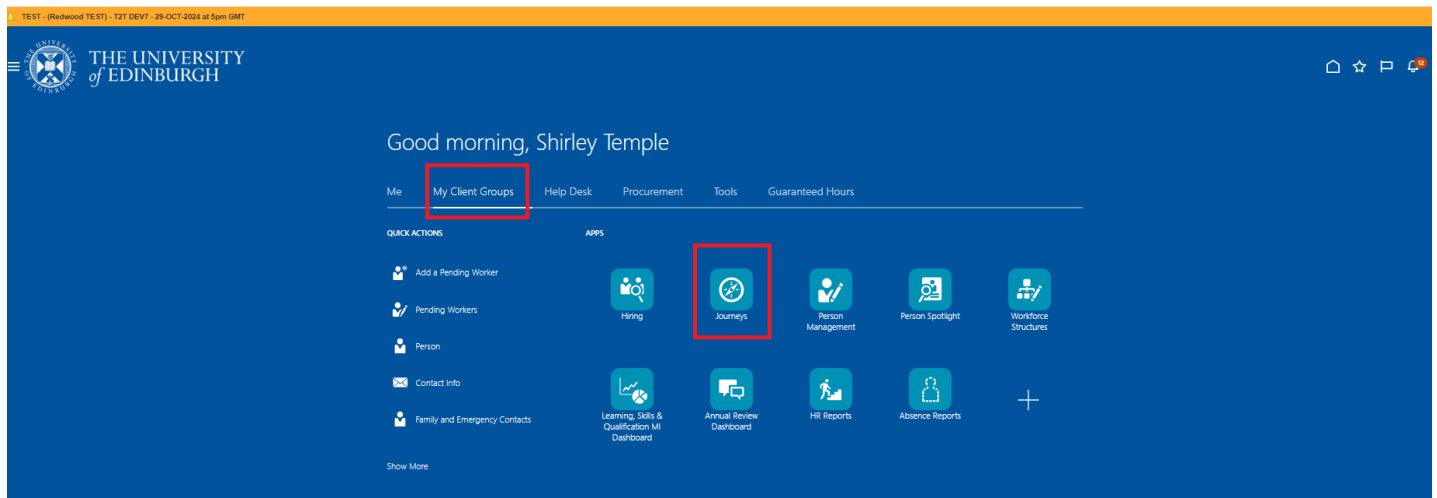 TEST - (Redwood TEST) - T2T DEV7 - 29-OCT-2024 at 5pm GMT
THE UNIVERSITY
of EDINBURGH
12
Good morning, Shirley Temple
Me My Client Groups Help Desk Procurement Tools Guaranteed Hours
QUICK ACTIONS
Add a Pending Worker
Pending Workers
Person
Contact Info
Family and Emergency Contacts
Show More
APPS
Hiring
Journeys
Person
Management
Person Spotlight
Workforce
Structures
Learning, Skills &
Qualification MI
Dashboard
Annual Review
Dashboard
HR Reports
Absence Reports